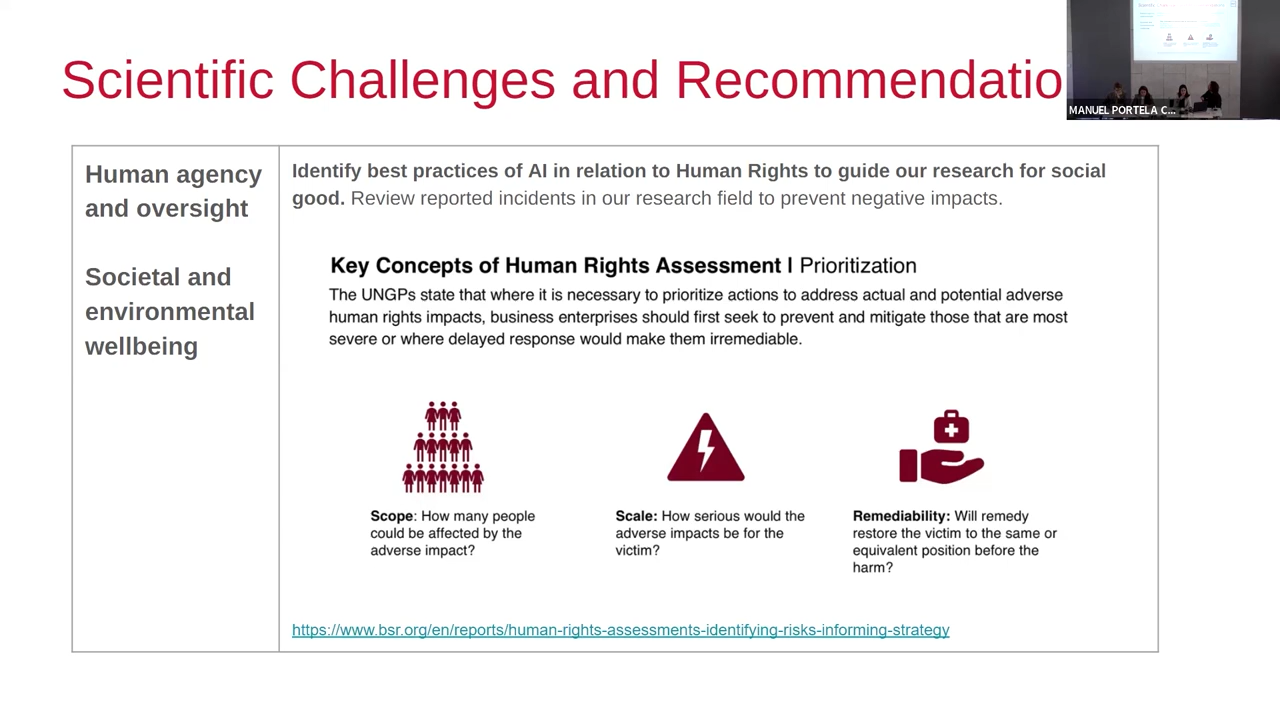 Scientific Challenges and Recommendatio
MANUEL PORTELA C...
Human agency
and oversight
Societal and
environmental
wellbeing
Identify best practices of AI in relation to Human Rights to guide our research for social
good. Review reported incidents in our research field to prevent negative impacts.
Key Concepts of Human Rights Assessment | Prioritization
The UNGPs state that where it is necessary to prioritize actions to address actual and potential adverse
human rights impacts, business enterprises should first seek to prevent and mitigate those that are most
severe or where delayed response would make them irremediable.
Scope: How many people
could be affected by the
adverse impact?
Scale: How serious would the
adverse impacts be for the
victim?
Remediability: Will remedy
restore the victim to the same or
equivalent position before the
harm?
https://www.bsr.org/en/reports/human-rights-assessments-identifying-risks-informing-strategy